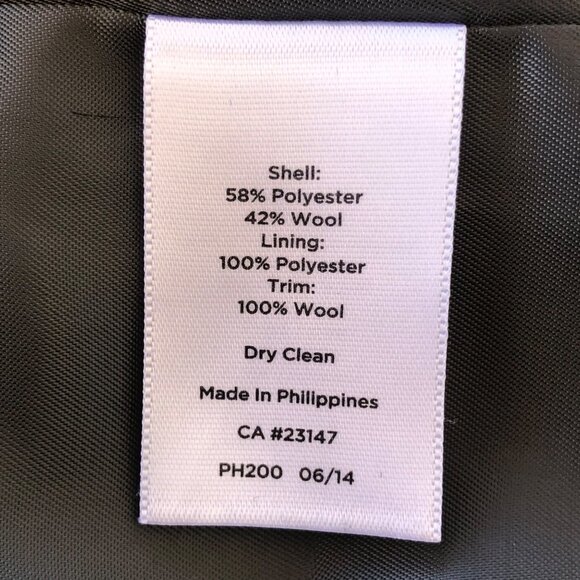 Shell:
58% Polyester
42% Wool
Lining:
100% Polyester
Trim:
100% Wool
Dry Clean
Made In Philippines
CA #23147
PH200 06/14